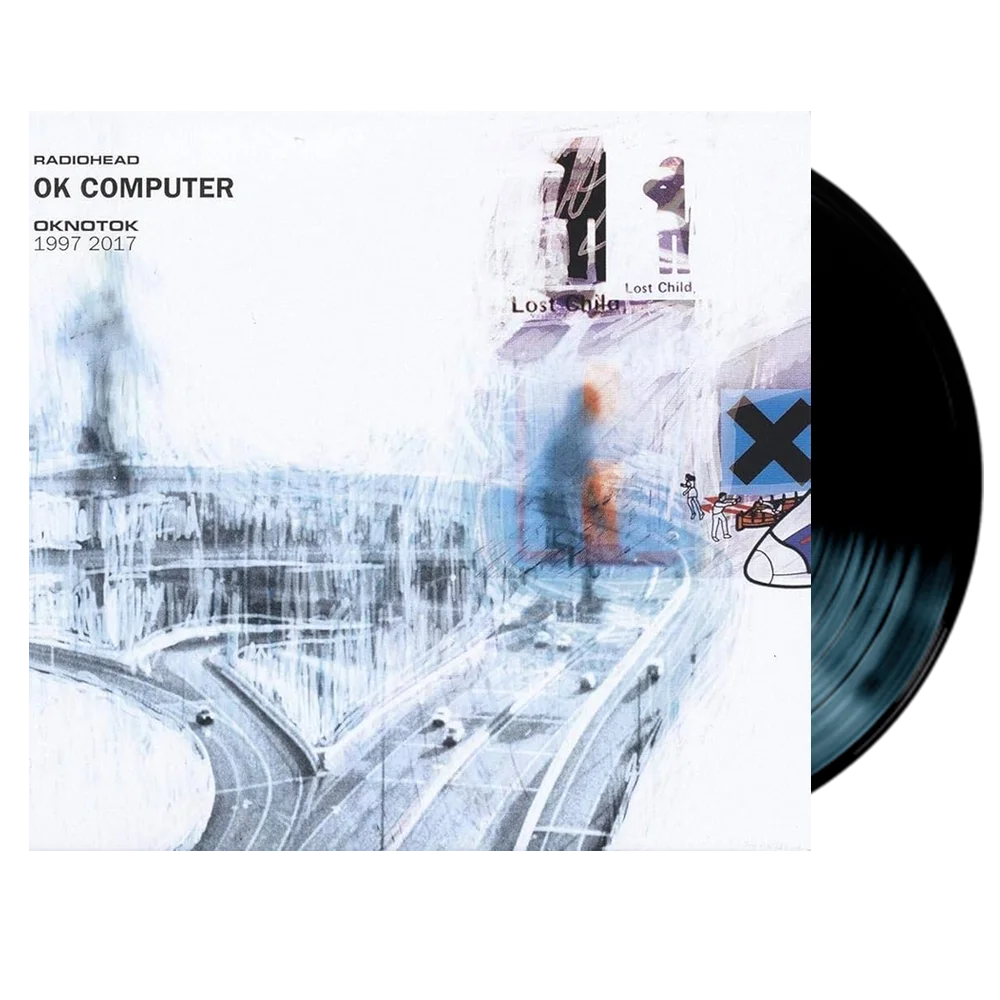 RADIOHEAD
OK COMPUTER
OKNOTOK
1997 2017
Lost Child,
Lost Child,